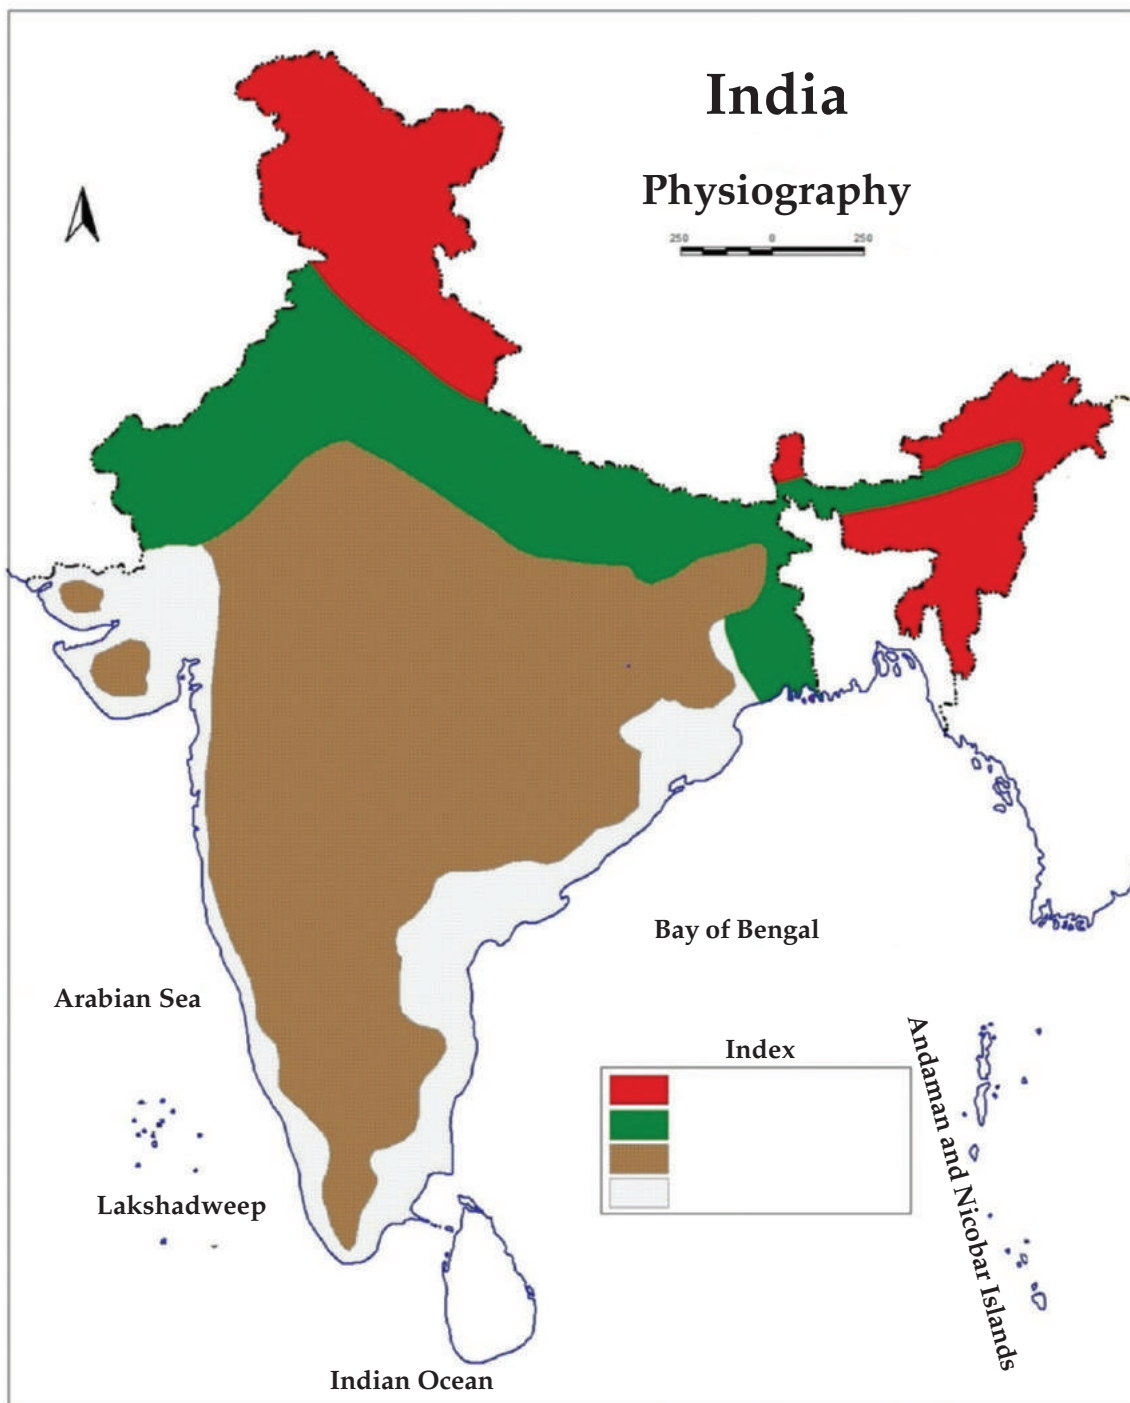 India
Physiography
250 0 250
Bay of Bengal
Arabian Sea
Index
Andaman and Nicobar Islands
Lakshadweep
Indian Ocean